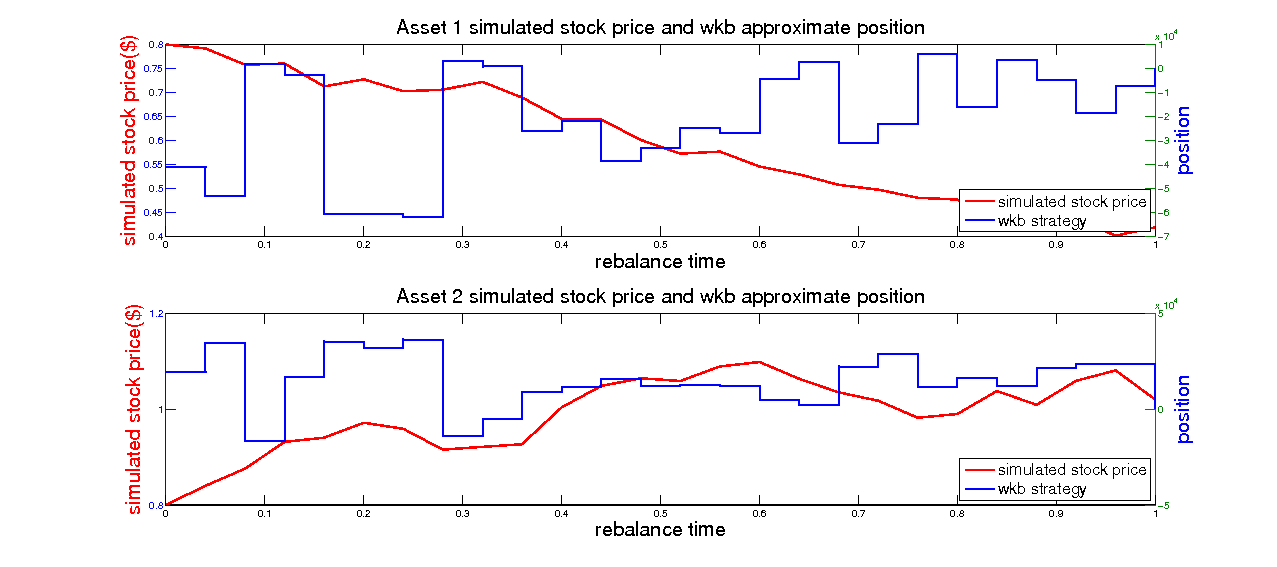 Asset 1 simulated stock price and wkb approximate position
x 10^4
simulated stock price($)
0.8
0.75
0.7
0.65
0.6
0.55
0.5
0.45
0.4
1
0
−1
−2
−3
−4
−5
−6
−7
position
simulated stock price
wkb strategy
0 0.1 0.2 0.3 0.4 0.5 0.6 0.7 0.8 0.9 1
rebalance time
Asset 2 simulated stock price and wkb approximate position
x 10^4
simulated stock price($)
1.2
1
0.8
5
0
−5
position
simulated stock price
wkb strategy
0 0.1 0.2 0.3 0.4 0.5 0.6 0.7 0.8 0.9 1
rebalance time